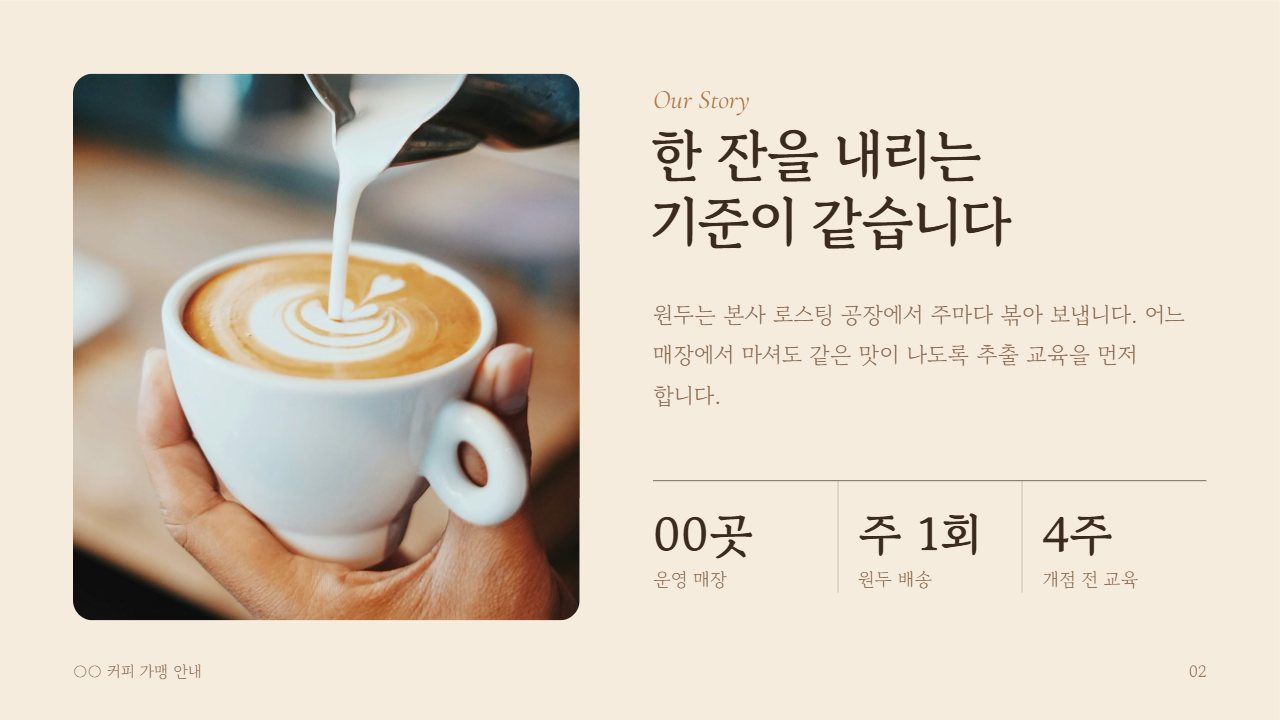 Our Story
한 잔을 내리는
기준이 같습니다
원두는 본사 로스팅 공장에서 주마다 볶아 보냅니다. 어느
매장에서 마셔도 같은 맛이 나도록 추출 교육을 먼저
합니다.
00곳
운영 매장
주 1회
원두 배송
4주
개점 전 교육
○○ 커피 가맹 안내
02